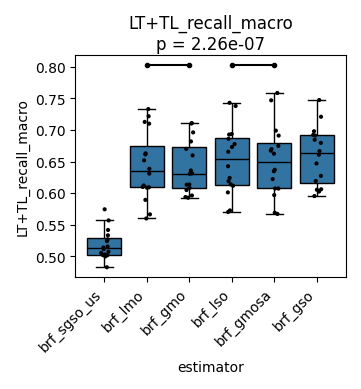 LT+TL_recall_macro
p = 2.26e-07
LT+TL_recall_macro
0.80
0.75
0.70
0.65
0.60
0.55
0.50
brf_sgso_us
brf_lmo
brf_gmo
brf_lso
brf_gmosa
brf_gso
estimator